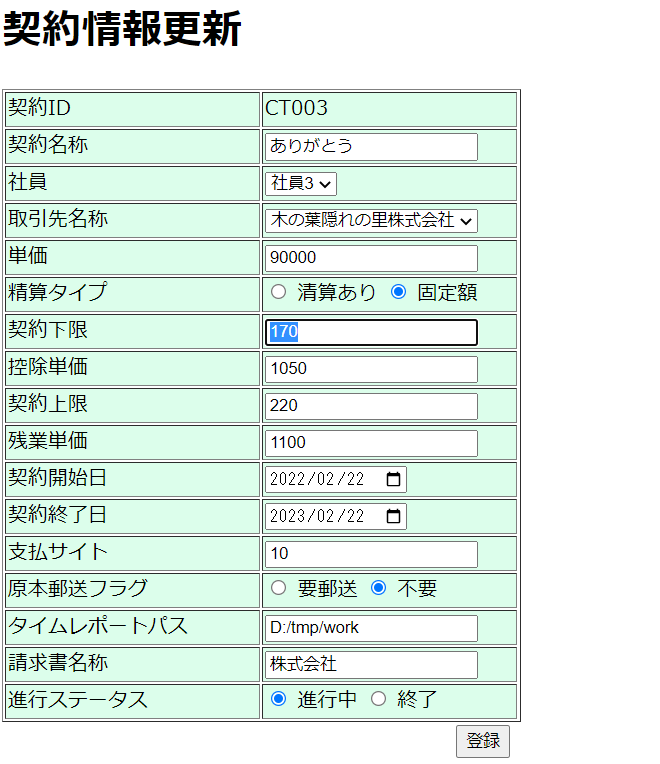 契約情報更新
契約ID CT003
契約名称 ありがとう
社員 社員3
取引先名称 木の葉隠れの里株式会社
単価 90000
精算タイプ 清算あり 固定額
契約下限 170
控除単価 1050
契約上限 220
残業単価 1100
契約開始日 2022/02/22
契約終了日 2023/02/22
支払サイト 10
原本郵送フラグ 要郵送 不要
タイムレポートパス D:/tmp/work
請求書名称 株式会社
進行ステータス 進行中 終了
登録